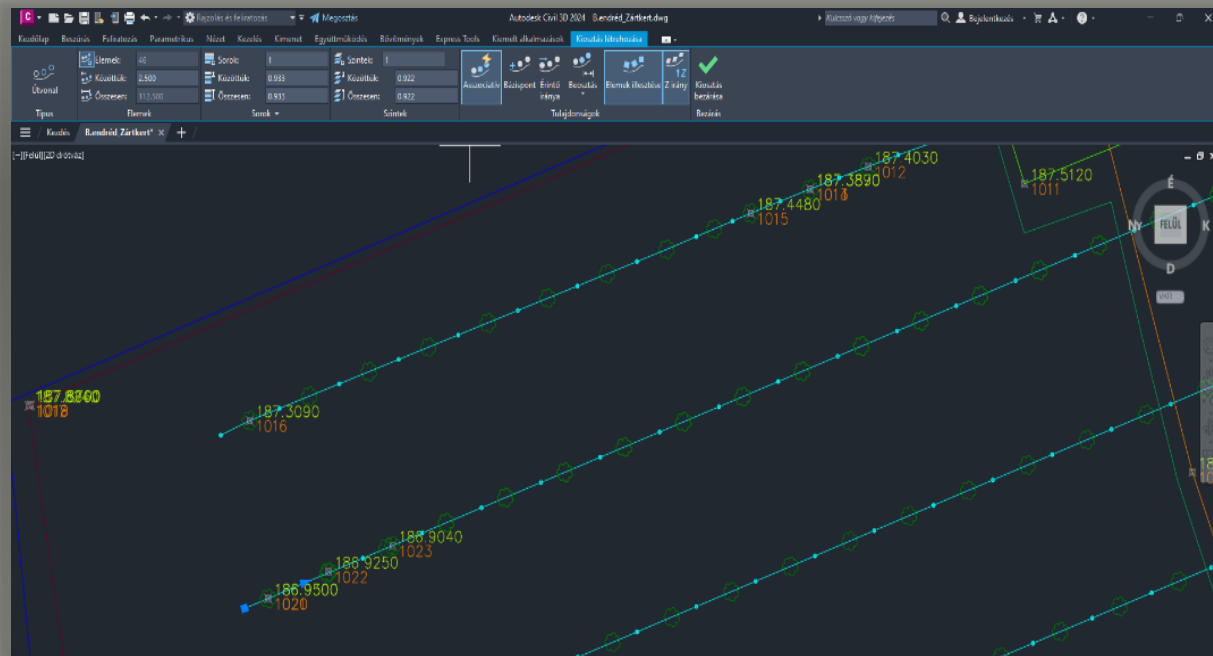 Rajzolás és feliratozás Megosztás Autodesk Civil 3D 2024 B.endréd_Zártkert.dwg Kulcsszó vagy kifejezés Bejelentkezés
Kezdőlap Beszúrás Feliratozás Parametrikus Nézet Kezelés Kimenet Együttműködés Bővítmények Express Tools Kiemelt alkalmazások Kiosztás létrehozása
Elemek: 46 Sorok: 1 Szintek: 1
Közöttük: 2.500 Közöttük: 0.933 Közöttük: 0.922
Összesen: 112.500 Összesen: 0.933 Összesen: 0.922
Útvonal Asszociatív Bázispont Érintő iránya Beosztás Elemek illesztése Z irány Kiosztás bezárása
Típus Elemek Sorok Szintek Tulajdonságok Bezárás
Kezdés B.endréd_Zártkert* +
[−][Felül][2D drótváz]
187.4030
1012
187.3890
187.5120
1011
187.4480
1015
É
NY FELÜL K
D
187.3090
1016
186.9040
1023
186.9250
1022
186.9500